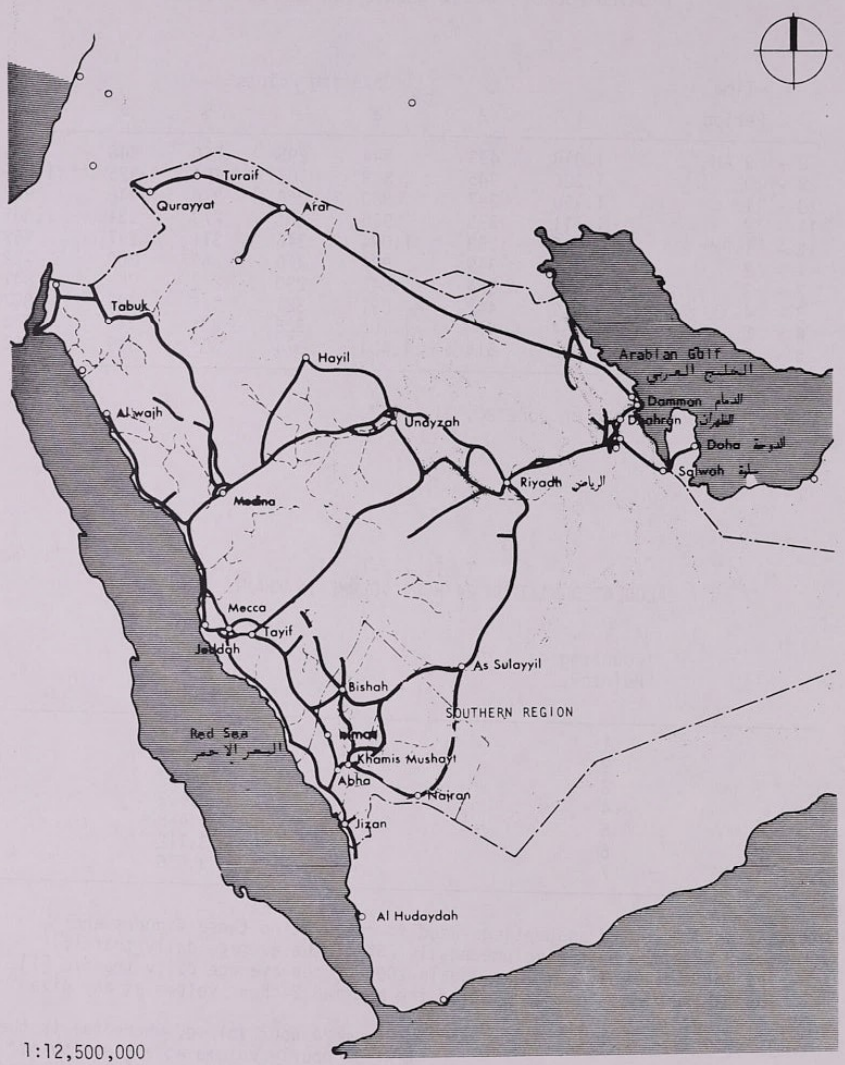 Turaif
Qurayyat
Arar
Tabuk
Hayil
Arabian Golf
الخليج العربي
Al wajh
Unayzah
Dammam الدمام
Dhahran الظهران
Doha الدوحة
Salwah سلوة
Riyadh الرياض
Medina
Mecca
Tayif
Jeddah
As Sulayyil
Bishah
SOUTHERN REGION
Red Sea
البحر الاحمر
Khamis Mushayt
Abha
Najran
Jizan
Al Hudaydah
1:12,500,000